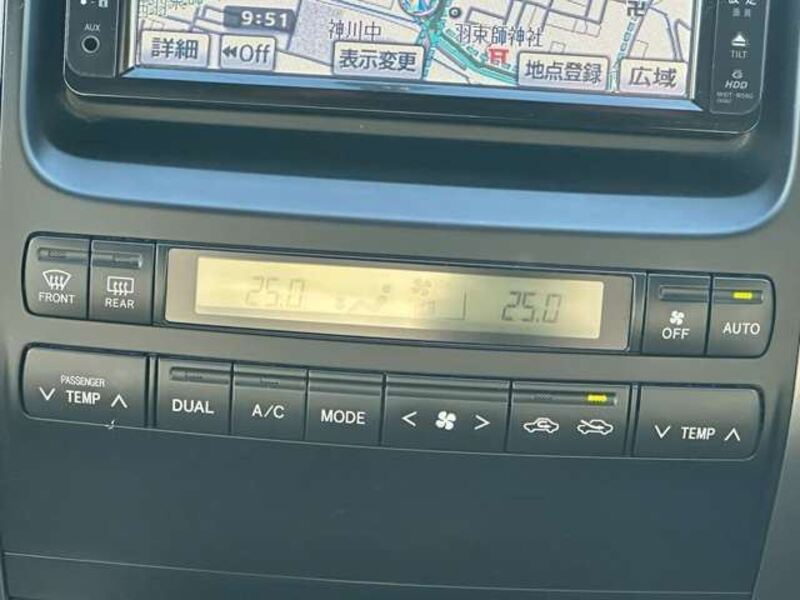 9:51
神川中
羽束師神社
AUX
詳細
Off
表示変更
地点登録
広域
TILT
HDD
FRONT
REAR
25.0
25.0
OFF
AUTO
PASSENGER
TEMP
DUAL
A/C
MODE
TEMP